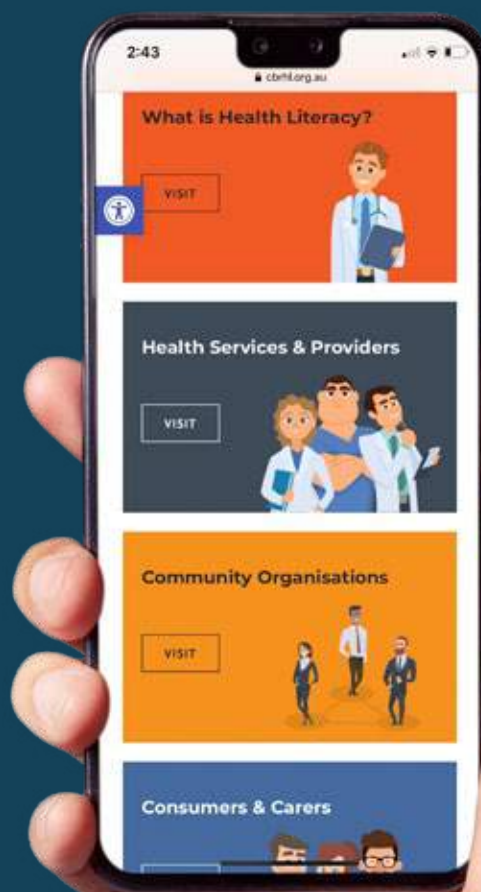 2:43
cbrhl.org.au
What is Health Literacy?
VISIT
Health Services & Providers
VISIT
Community Organisations
VISIT
Consumers & Carers